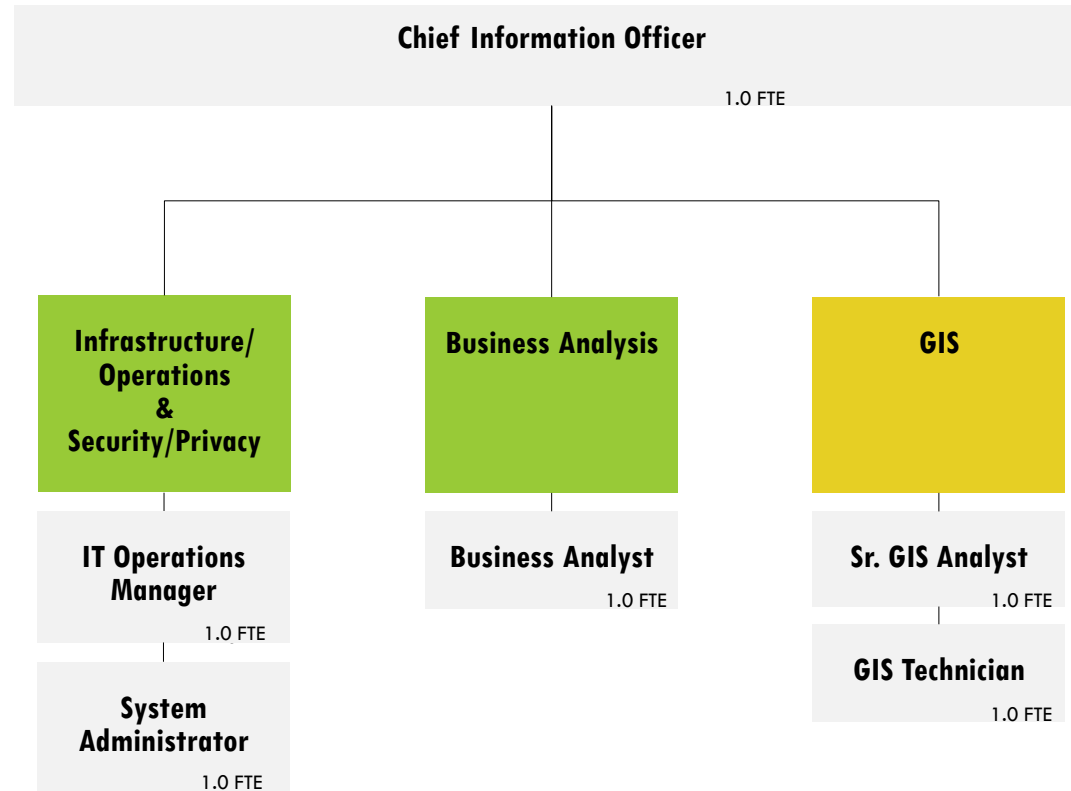 Chief Information Officer
1.0 FTE
Infrastructure/
Operations
&
Security/Privacy
Business Analysis
GIS
IT Operations
Manager
1.0 FTE
Business Analyst
1.0 FTE
Sr. GIS Analyst
1.0 FTE
System
Administrator
1.0 FTE
GIS Technician
1.0 FTE